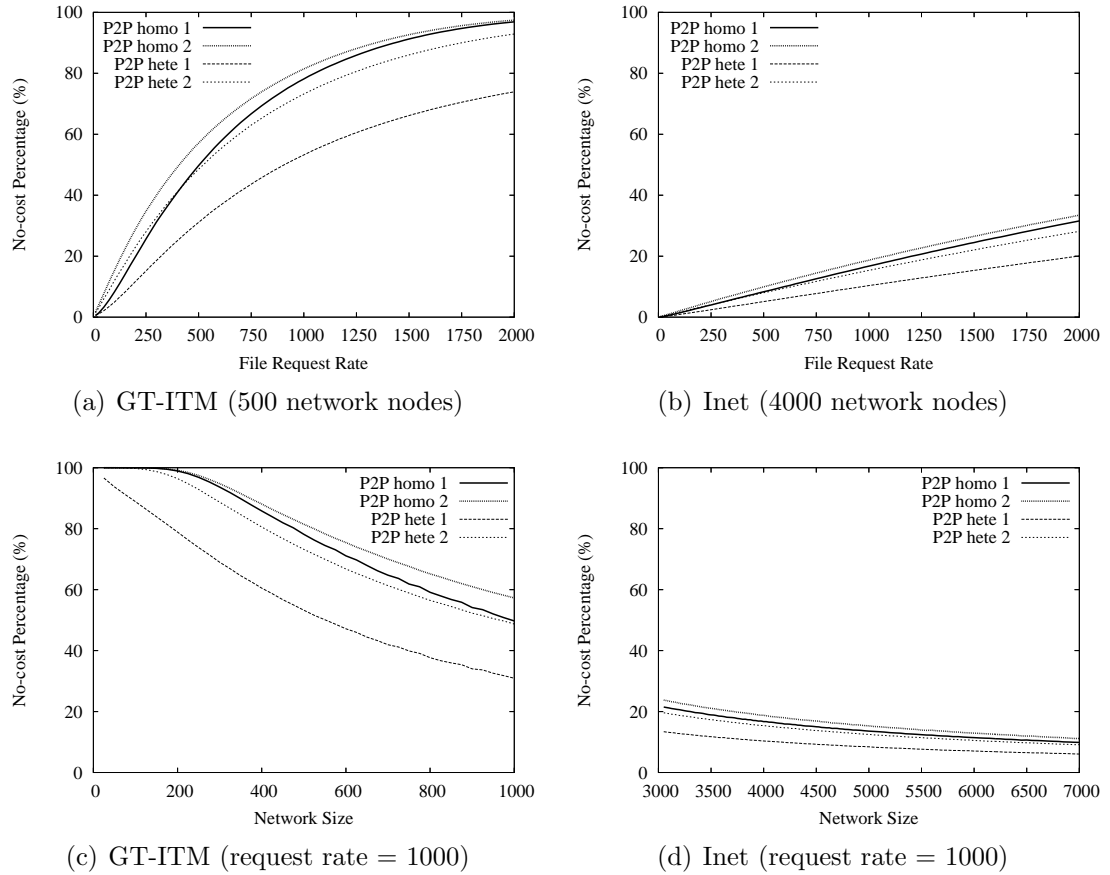 P2P homo 1
P2P homo 2
P2P hete 1
P2P hete 2
No-cost Percentage (%)
100
80
60
40
20
0
0 250 500 750 1000 1250 1500 1750 2000
File Request Rate
(a) GT-ITM (500 network nodes)
P2P homo 1
P2P homo 2
P2P hete 1
P2P hete 2
No-cost Percentage (%)
100
80
60
40
20
0
0 250 500 750 1000 1250 1500 1750 2000
File Request Rate
(b) Inet (4000 network nodes)
P2P homo 1
P2P homo 2
P2P hete 1
P2P hete 2
No-cost Percentage (%)
100
80
60
40
20
0
0 200 400 600 800 1000
Network Size
(c) GT-ITM (request rate = 1000)
P2P homo 1
P2P homo 2
P2P hete 1
P2P hete 2
No-cost Percentage (%)
100
80
60
40
20
0
3000 3500 4000 4500 5000 5500 6000 6500 7000
Network Size
(d) Inet (request rate = 1000)